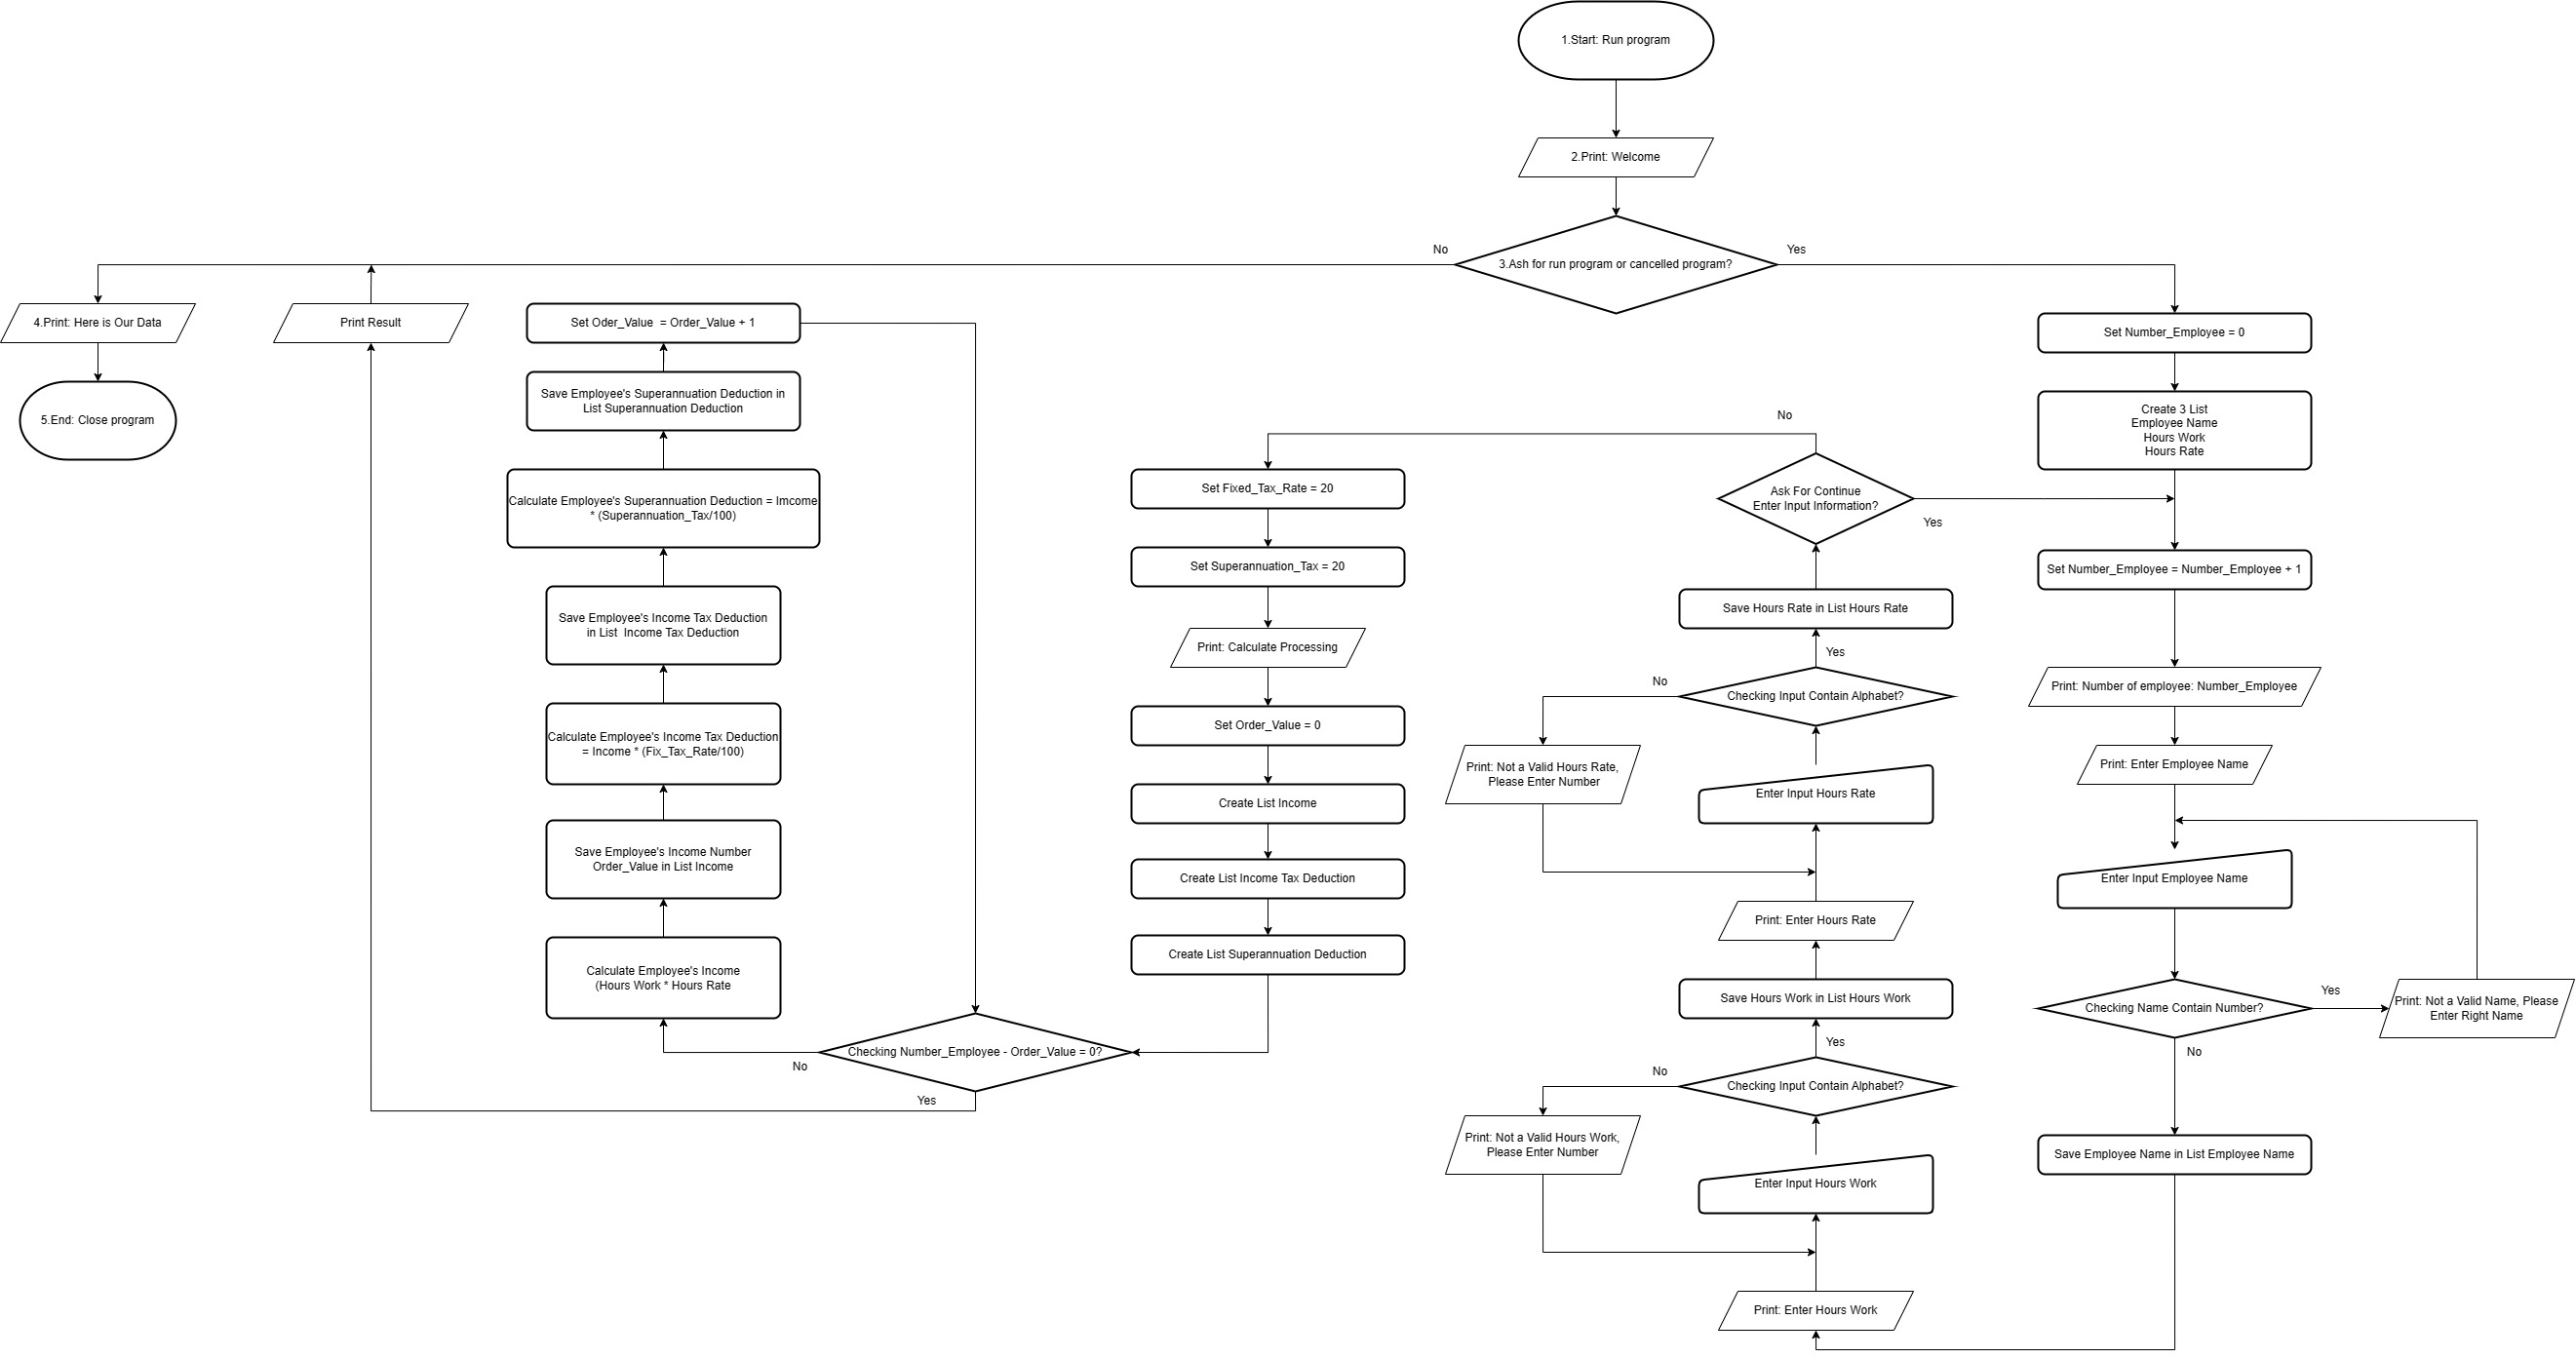 1.Start: Run program
2.Print: Welcome
3.Ash for run program or cancelled program?
No
Yes
4.Print: Here is Our Data
5.End: Close program
Print Result
Set Number_Employee = 0
Create 3 List
Employee Name
Hours Work
Hours Rate
Set Number_Employee = Number_Employee + 1
Print: Number of employee: Number_Employee
Print: Enter Employee Name
Enter Input Employee Name
Checking Name Contain Number?
Yes
Print: Not a Valid Name, Please
Enter Right Name
No
Save Employee Name in List Employee Name
Print: Enter Hours Work
Enter Input Hours Work
Checking Input Contain Alphabet?
No
Print: Not a Valid Hours Work,
Please Enter Number
Yes
Save Hours Work in List Hours Work
Print: Enter Hours Rate
Enter Input Hours Rate
Checking Input Contain Alphabet?
No
Print: Not a Valid Hours Rate,
Please Enter Number
Yes
Save Hours Rate in List Hours Rate
Ask For Continue
Enter Input Information?
Yes
No
Set Fixed_Tax_Rate = 20
Set Superannuation_Tax = 20
Print: Calculate Processing
Set Order_Value = 0
Create List Income
Create List Income Tax Deduction
Create List Superannuation Deduction
Checking Number_Employee - Order_Value = 0?
No
Yes
Calculate Employee's Income
(Hours Work * Hours Rate
Save Employee's Income Number
Order_Value in List Income
Calculate Employee's Income Tax Deduction
= Income * (Fix_Tax_Rate/100)
Save Employee's Income Tax Deduction
in List  Income Tax Deduction
Calculate Employee's Superannuation Deduction = Imcome
* (Superannuation_Tax/100)
Save Employee's Superannuation Deduction in
List Superannuation Deduction
Set Oder_Value  = Order_Value + 1